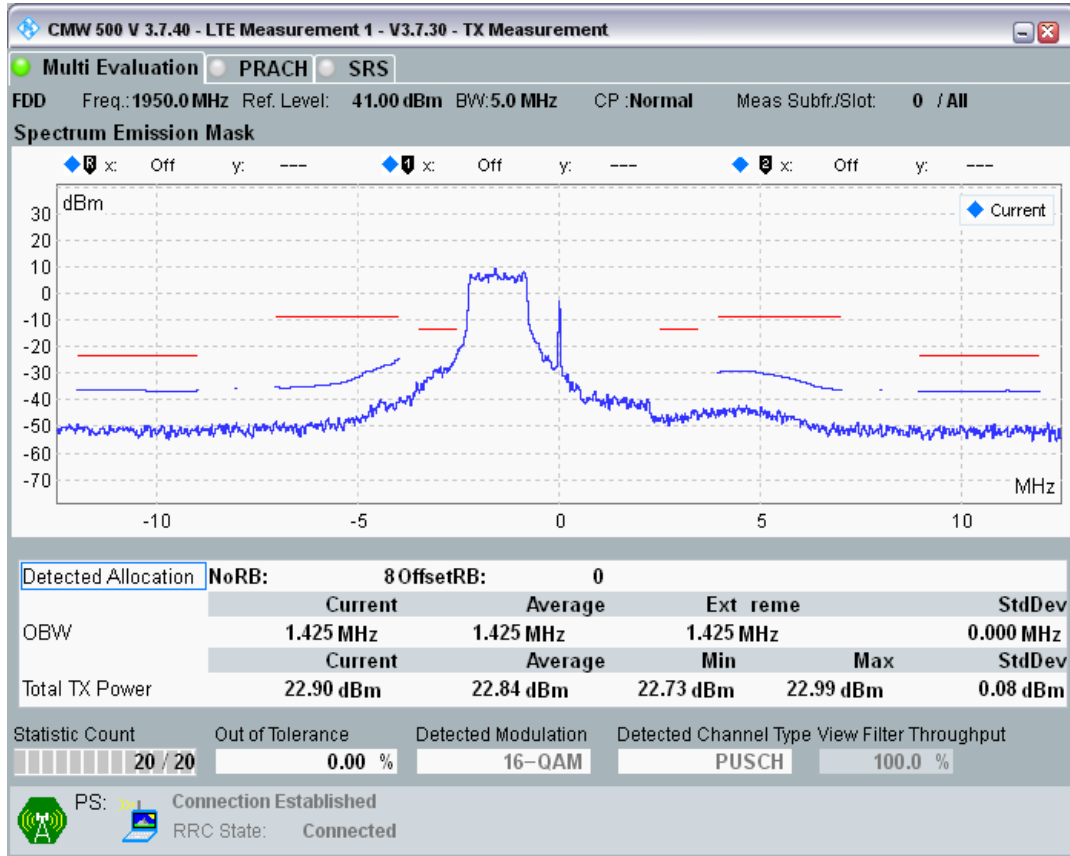 CMW 500 V 3.7.40 - LTE Measurement 1 - V3.7.30 - TX Measurement
Multi Evaluation PRACH SRS
FDD Freq.: 1950.0 MHz Ref. Level: 41.00 dBm BW: 5.0 MHz CP : Normal Meas Subfr./Slot: 0 / All
Spectrum Emission Mask
R x: Off y: --- 1 x: Off y: --- 2 x: Off y: ---
dBm
Current
30
20
10
0
-10
-20
-30
-40
-50
-60
-70
MHz
-10 -5 0 5 10
Detected Allocation NoRB: 8 OffsetRB: 0
Current Average Ext reme StdDev
OBW 1.425 MHz 1.425 MHz 1.425 MHz 0.000 MHz
Current Average Min Max StdDev
Total TX Power 22.90 dBm 22.84 dBm 22.73 dBm 22.99 dBm 0.08 dBm
Statistic Count Out of Tolerance Detected Modulation Detected Channel Type View Filter Throughput
20 / 20 0.00 % 16-QAM PUSCH 100.0 %
PS: Connection Established
RRC State: Connected